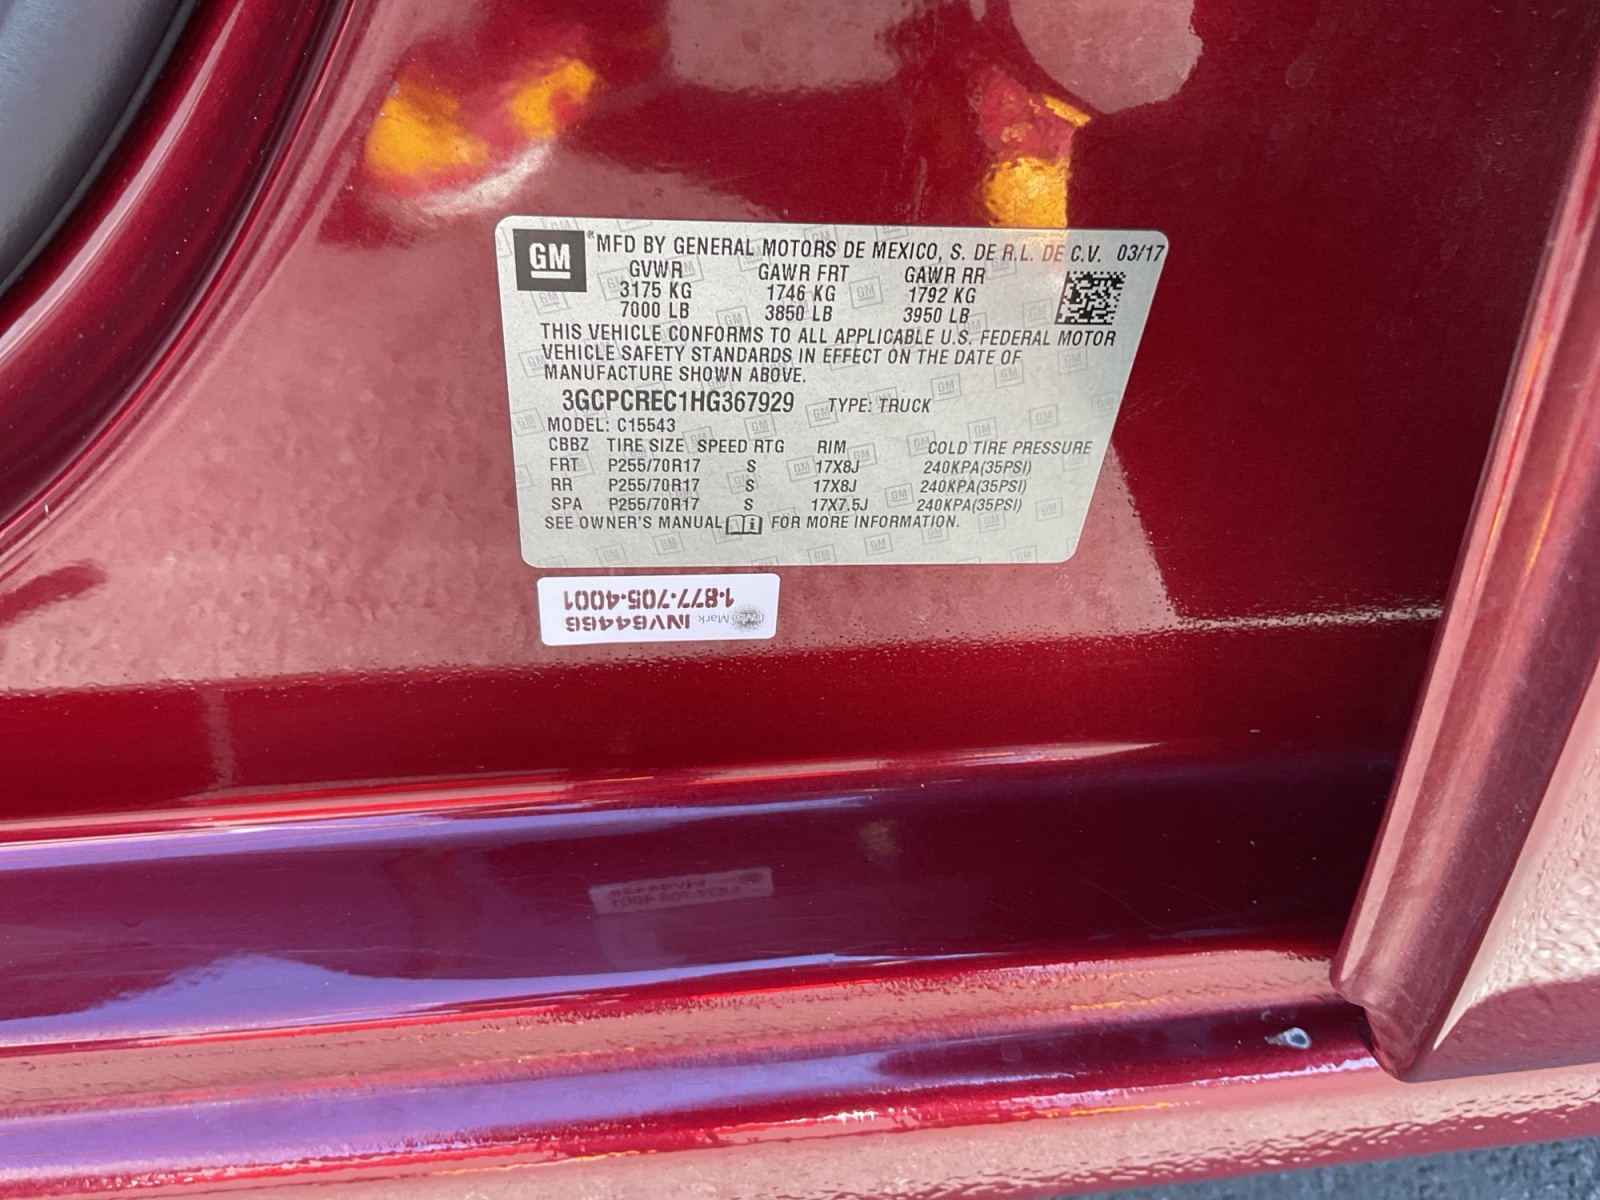 GM ® MFD BY GENERAL MOTORS DE MEXICO, S. DE R.L. DE C.V. 03/17
GVWR GAWR FRT GAWR RR
3175 KG 1746 KG 1792 KG
7000 LB 3850 LB 3950 LB
THIS VEHICLE CONFORMS TO ALL APPLICABLE U.S. FEDERAL MOTOR
VEHICLE SAFETY STANDARDS IN EFFECT ON THE DATE OF
MANUFACTURE SHOWN ABOVE.
3GCPCREC1HG367929 TYPE: TRUCK
MODEL: C15543
CBBZ TIRE SIZE SPEED RTG RIM COLD TIRE PRESSURE
FRT P255/70R17 S 17X8J 240KPA(35PSI)
RR P255/70R17 S 17X8J 240KPA(35PSI)
SPA P255/70R17 S 17X7.5J 240KPA(35PSI)
SEE OWNER'S MANUAL i FOR MORE INFORMATION.
Mark INV64466
1-877-705-4001